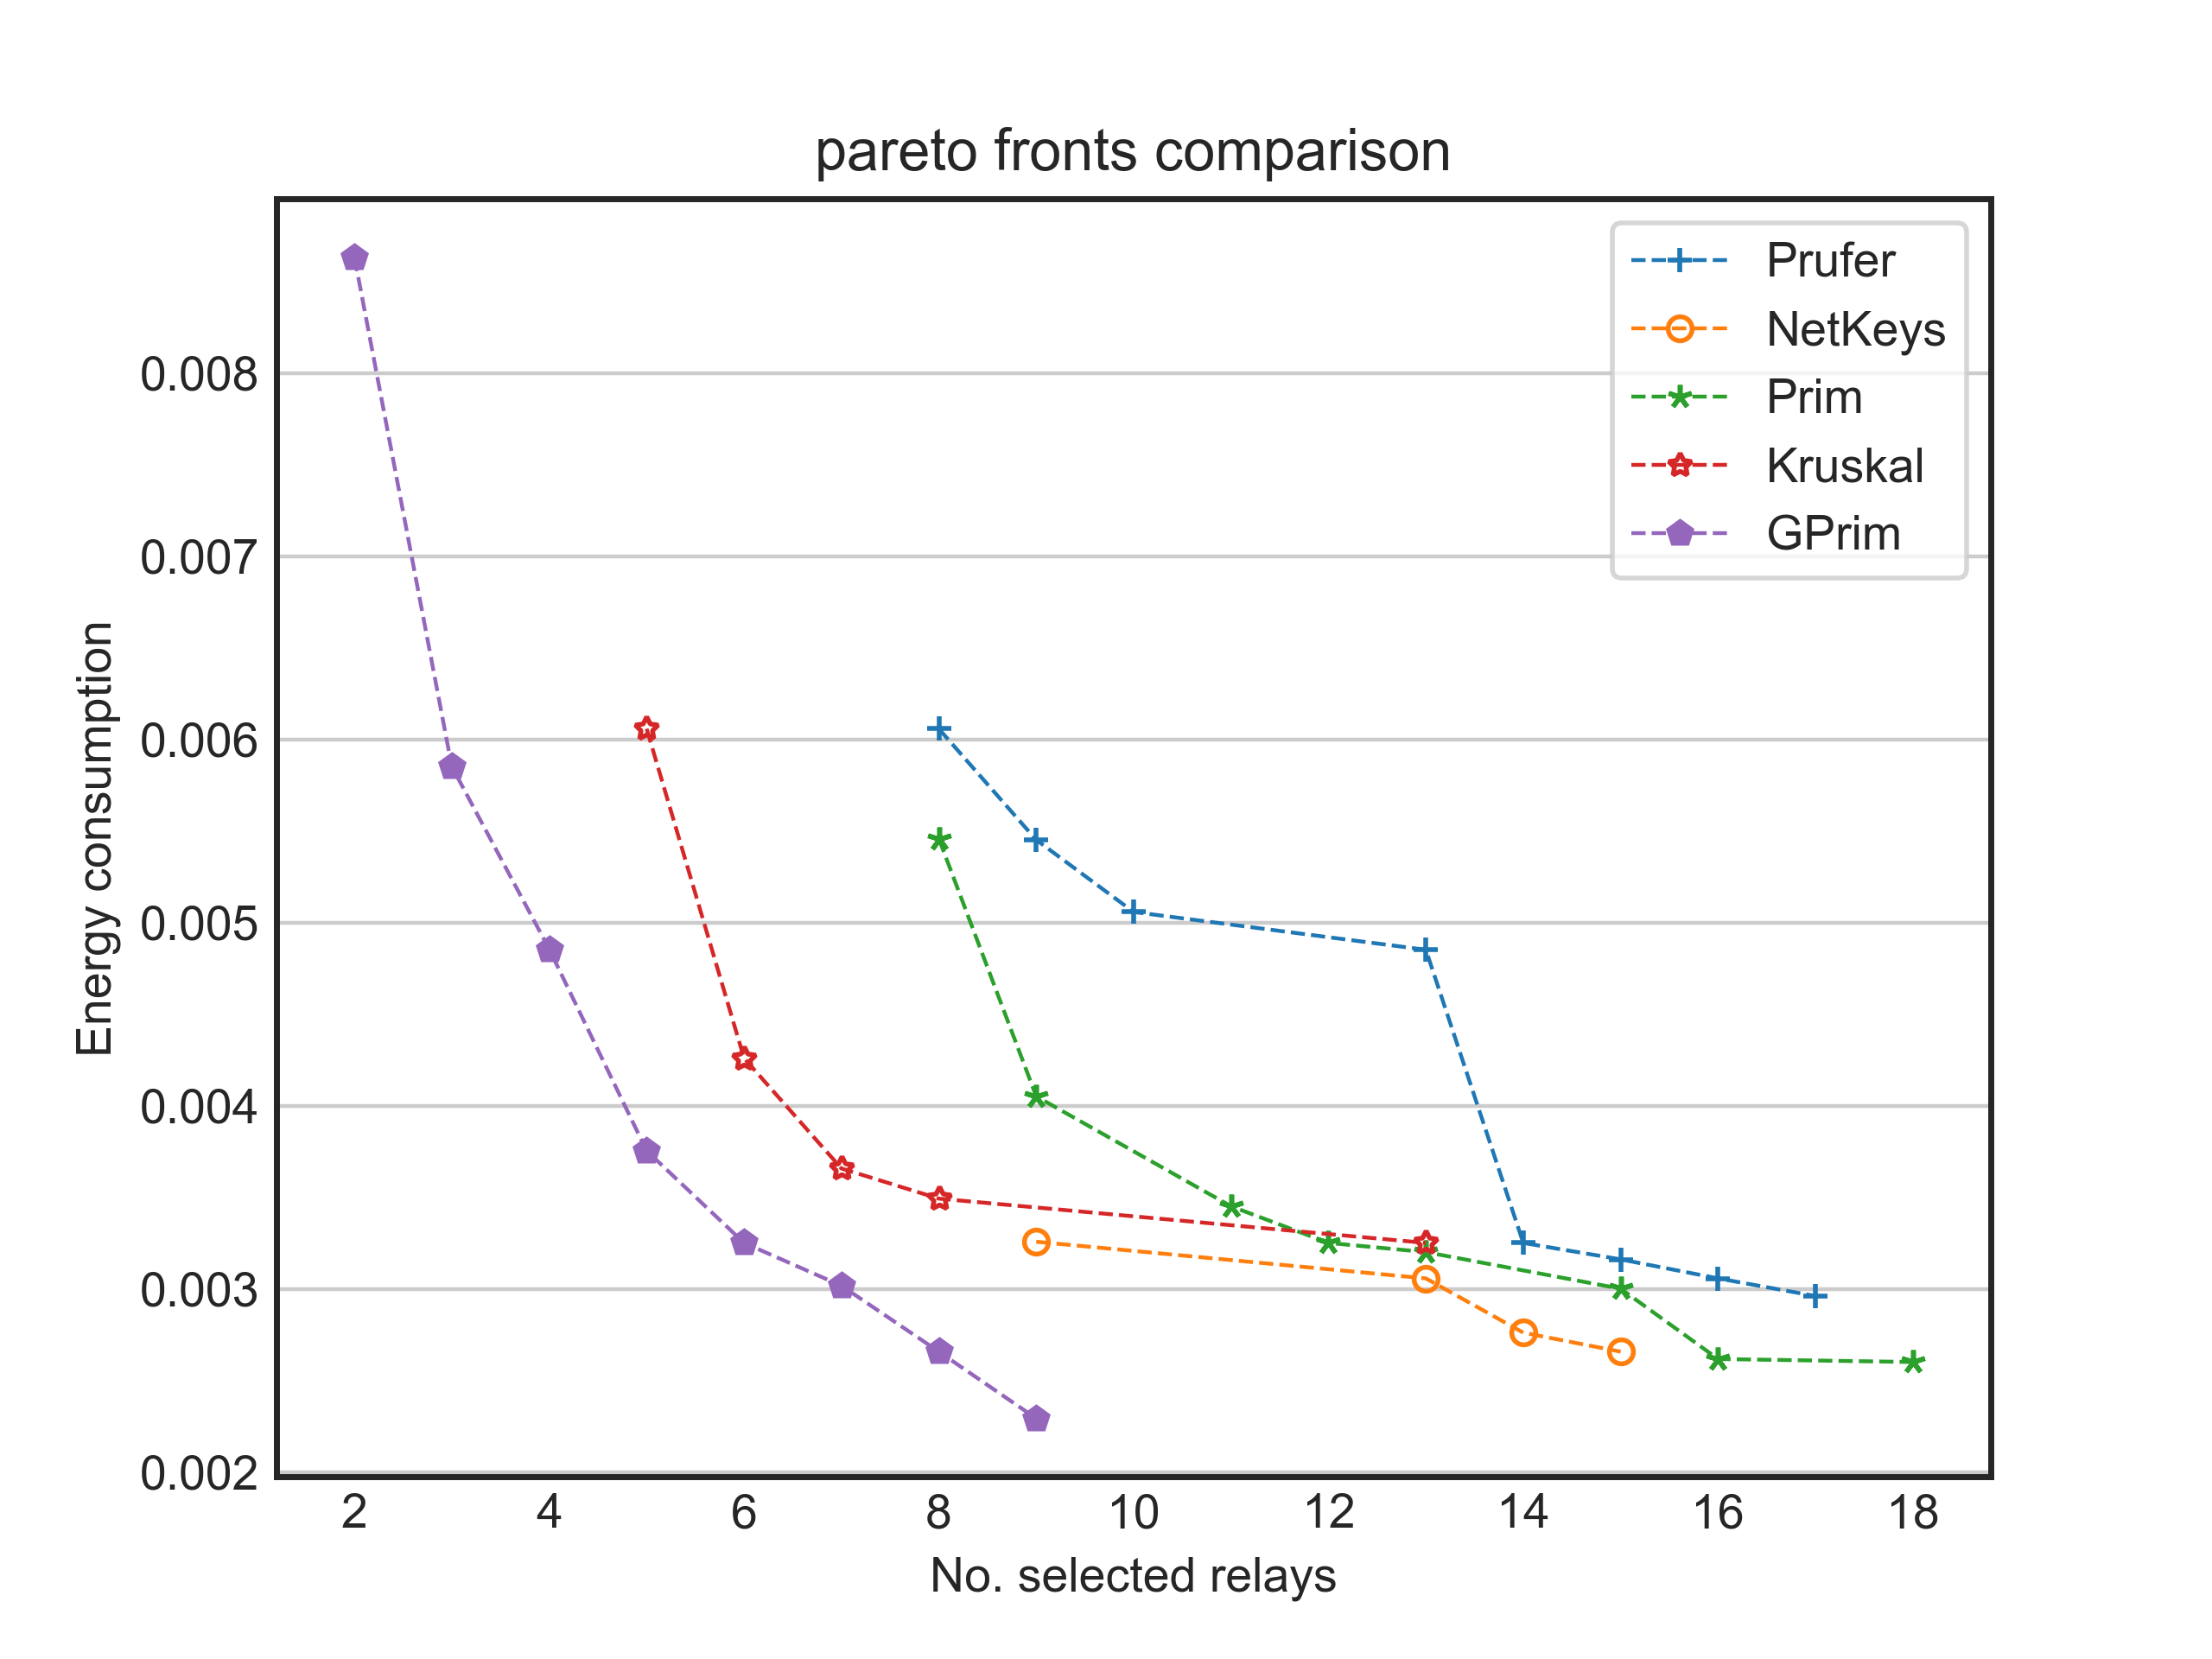 pareto fronts comparison
Prufer
NetKeys
Prim
Kruskal
GPrim
Energy consumption
0.008
0.007
0.006
0.005
0.004
0.003
0.002
2 4 6 8 10 12 14 16 18
No. selected relays